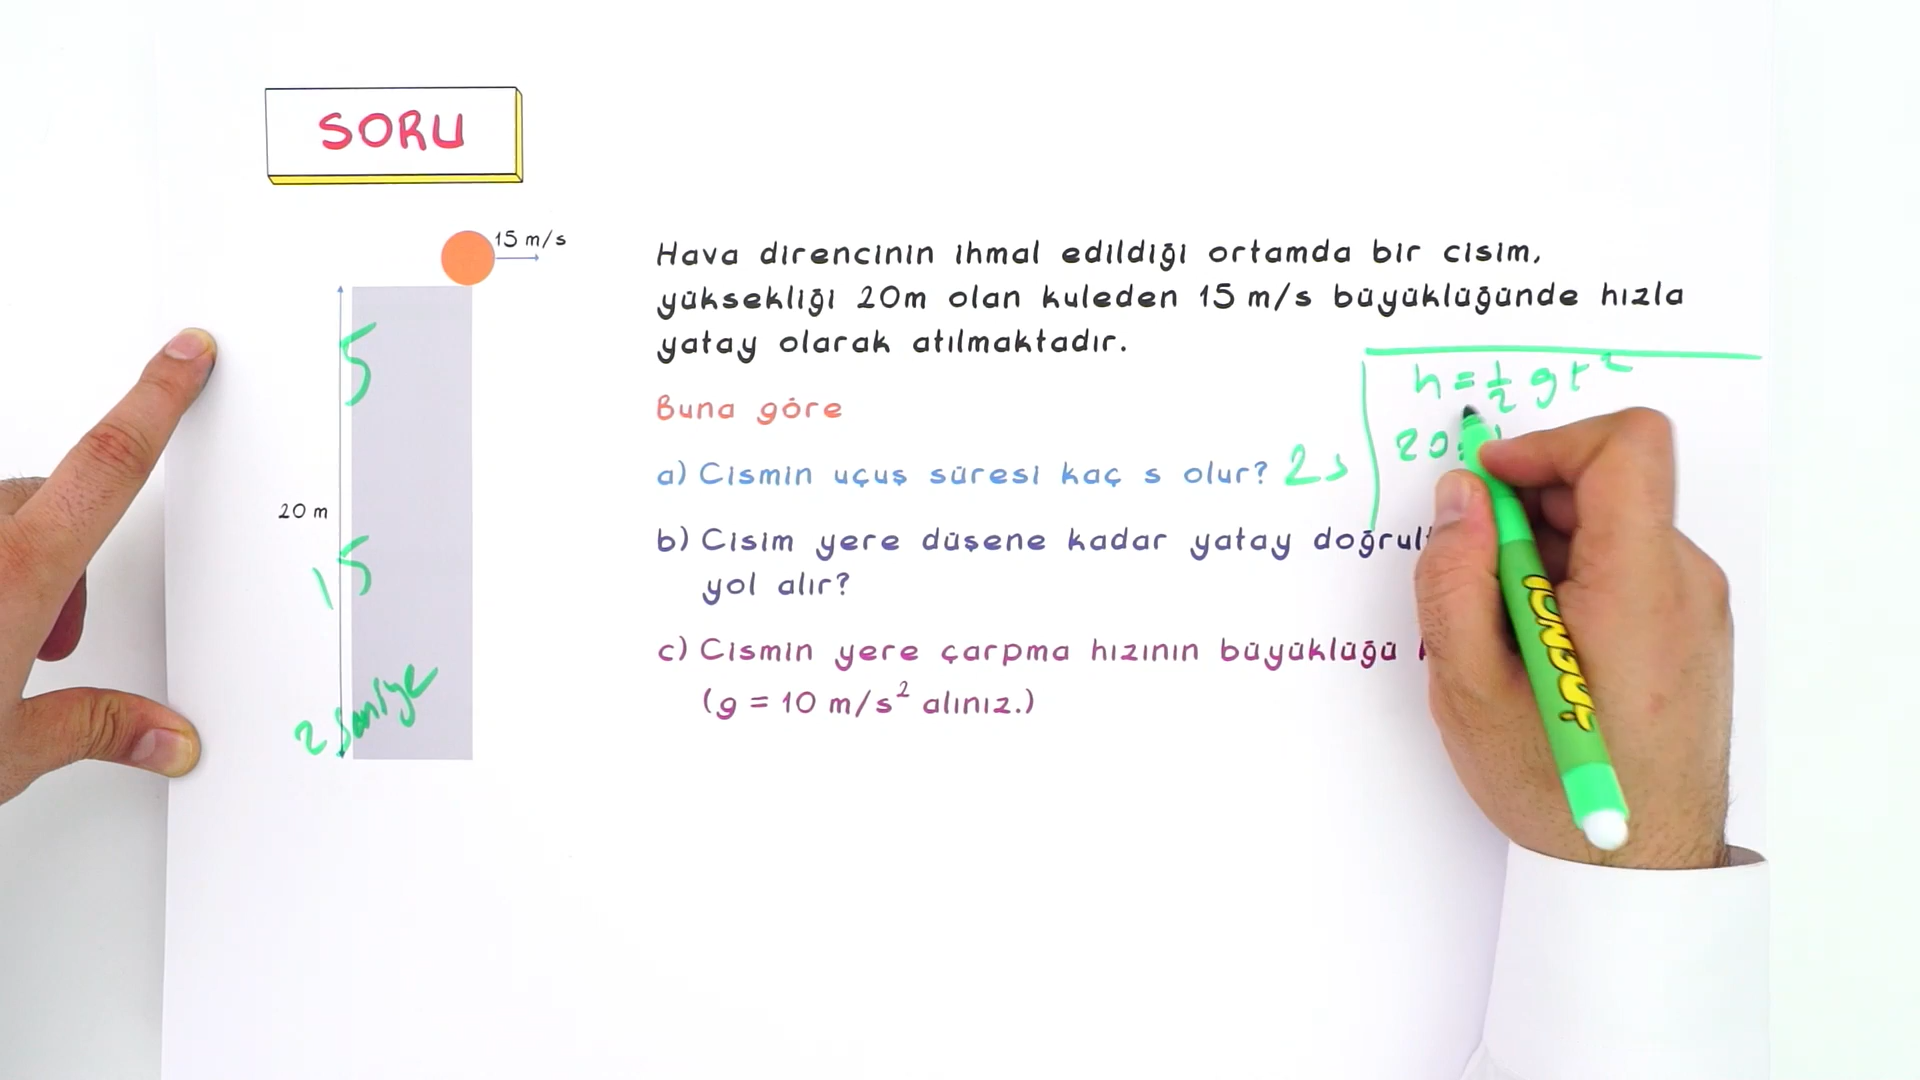 SORU
15 m/s
Hava direncinin ihmal edildiği ortamda bir cisim,
yüksekliği 20m olan kuleden 15 m/s büyüklüğünde hızla
yatay olarak atılmaktadır.
h = 1/2 gt²
Buna göre
20
a) Cismin uçuş süresi kaç s olur? 2s
b) Cisim yere düşene kadar yatay
yol alır?
c) Cismin yere çarpma hızının büyüklüğü
(g = 10 m/s² alınız.)
5
20 m
15
2 saniye